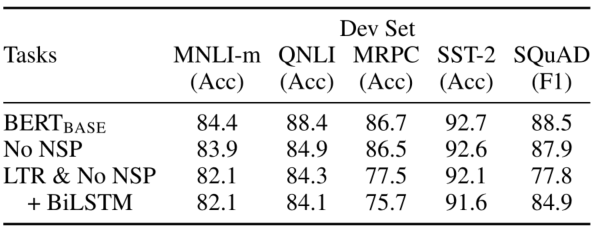 Dev Set
Tasks MNLI-m QNLI MRPC SST-2 SQuAD
(Acc) (Acc) (Acc) (Acc) (F1)
BERTBASE 84.4 88.4 86.7 92.7 88.5
No NSP 83.9 84.9 86.5 92.6 87.9
LTR & No NSP 82.1 84.3 77.5 92.1 77.8
+ BiLSTM 82.1 84.1 75.7 91.6 84.9